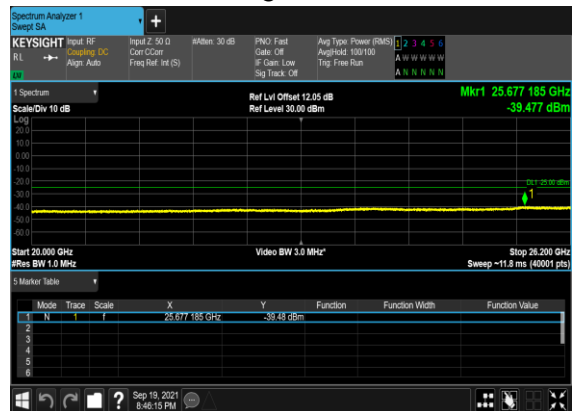 Spectrum Analyzer 1
Swept SA
+
KEYSIGHT Input: RF Input Z: 50 Ω #Atten: 30 dB PNO: Fast Avg Type: Power (RMS) 1 2 3 4 5 6
RL Coupling: DC Corr CCorr Gate: Off Avg|Hold: 100/100 A W W W W W
Align: Auto Freq Ref: Int (S) IF Gain: Low Trig: Free Run
Sig Track: Off A N N N N N
1 Spectrum
Ref Lvl Offset 12.05 dB Mkr1 25.677 185 GHz
Scale/Div 10 dB Ref Level 30.00 dBm -39.477 dBm
Log
20.0
10.0
0.00
-10.0
-20.0
DL1 -25.00 dBm
-30.0
1
-40.0
-50.0
-60.0
Start 20.000 GHz Video BW 3.0 MHz* Stop 26.200 GHz
#Res BW 1.0 MHz Sweep ~11.8 ms (40001 pts)
5 Marker Table
Mode Trace Scale X Y Function Function Width Function Value
1 N 1 f 25.677 185 GHz -39.48 dBm
2
3
4
5
6
? Sep 19, 2021
8:46:15 PM